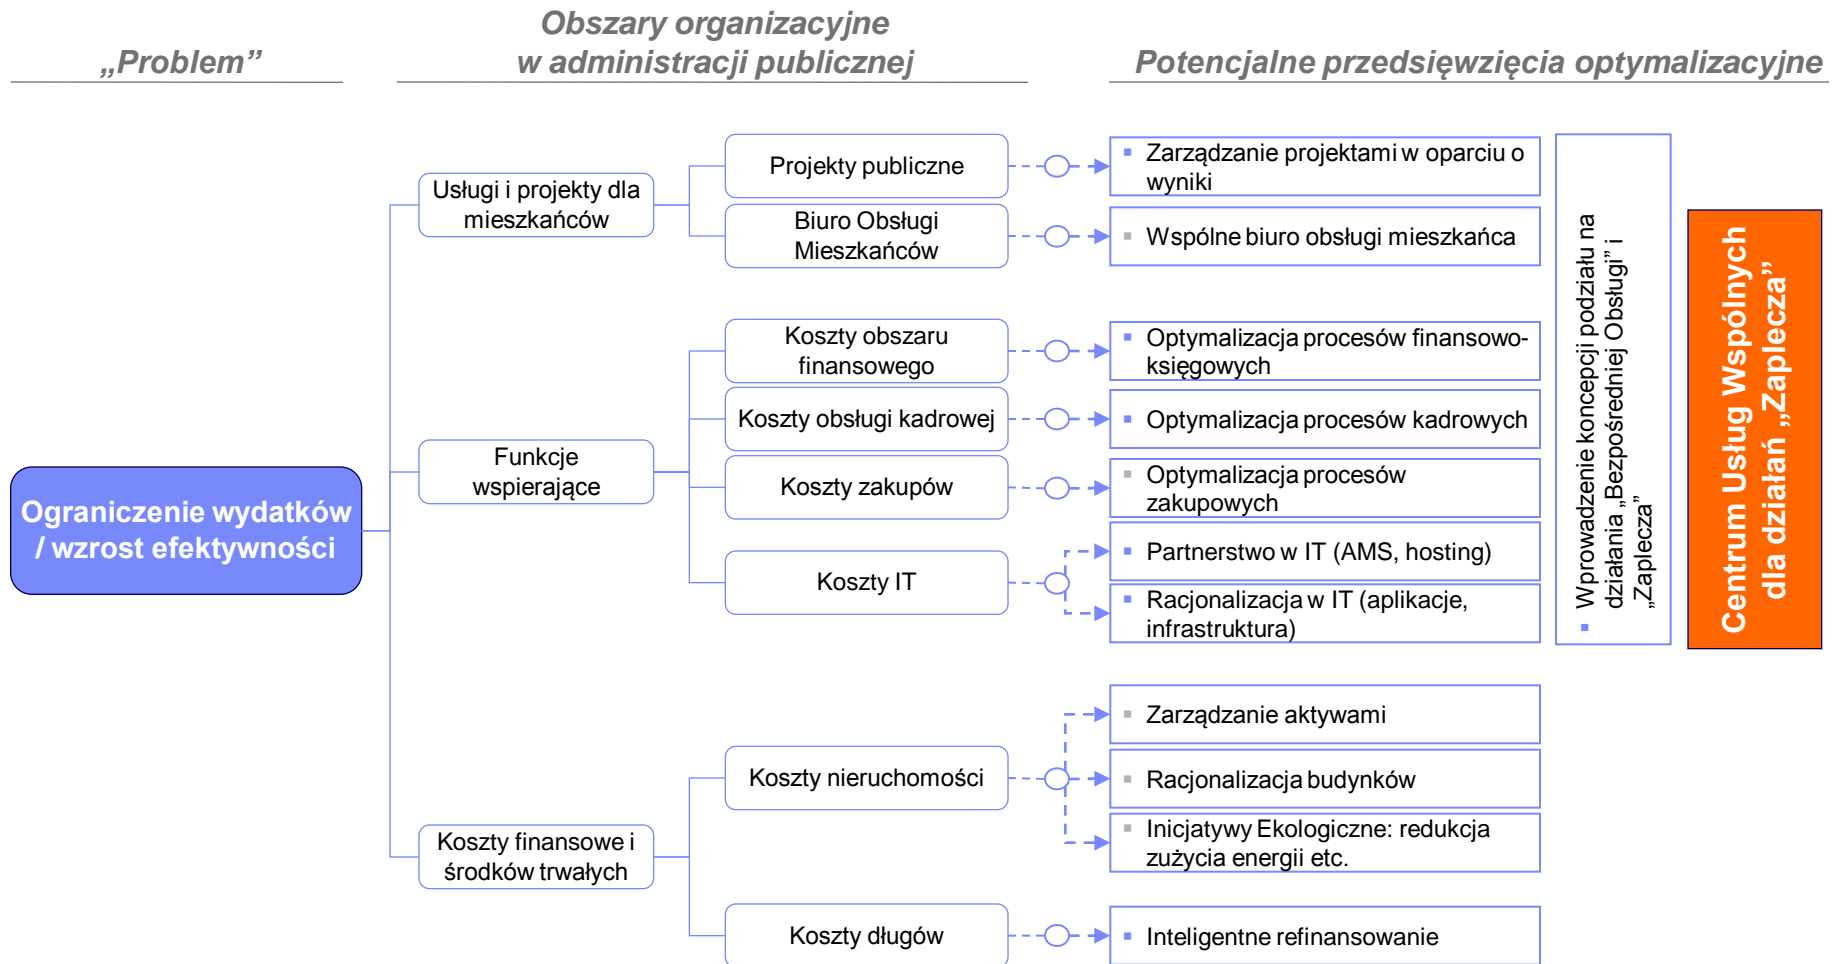 „Problem”
Obszary organizacyjne
w administracji publicznej
Potencjalne przedsięwzięcia optymalizacyjne
Ograniczenie wydatków
/ wzrost efektywności
Usługi i projekty dla
mieszkańców
Projekty publiczne
Zarządzanie projektami w oparciu o
wyniki
Biuro Obsługi
Mieszkańców
Wspólne biuro obsługi mieszkańca
Funkcje
wspierające
Koszty obszaru
finansowego
Optymalizacja procesów finansowo-
księgowych
Koszty obsługi kadrowej
Optymalizacja procesów kadrowych
Koszty zakupów
Optymalizacja procesów
zakupowych
Koszty IT
Partnerstwo w IT (AMS, hosting)
Racjonalizacja w IT (aplikacje,
infrastruktura)
Koszty finansowe i
środków trwałych
Koszty nieruchomości
Zarządzanie aktywami
Racjonalizacja budynków
Inicjatywy Ekologiczne: redukcja
zużycia energii etc.
Koszty długów
Inteligentne refinansowanie
Wprowadzenie koncepcji podziału na
działania „Bezpośredniej Obsługi” i
„Zaplecza”
Centrum Usług Wspólnych
dla działań „Zaplecza”